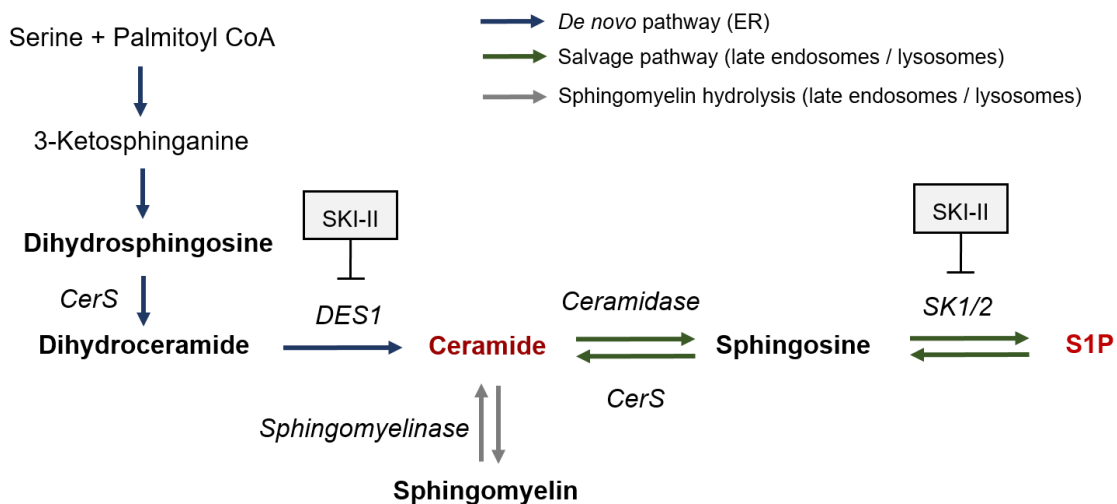 De novo pathway (ER)
Serine + Palmitoyl CoA
Salvage pathway (late endosomes / lysosomes)
Sphingomyelin hydrolysis (late endosomes / lysosomes)
3-Ketosphinganine
SKI-II
SKI-II
Dihydrosphingosine
CerS
DES1
Ceramidase
SK1/2
Dihydroceramide
Ceramide
Sphingosine
S1P
CerS
Sphingomyelinase
Sphingomyelin